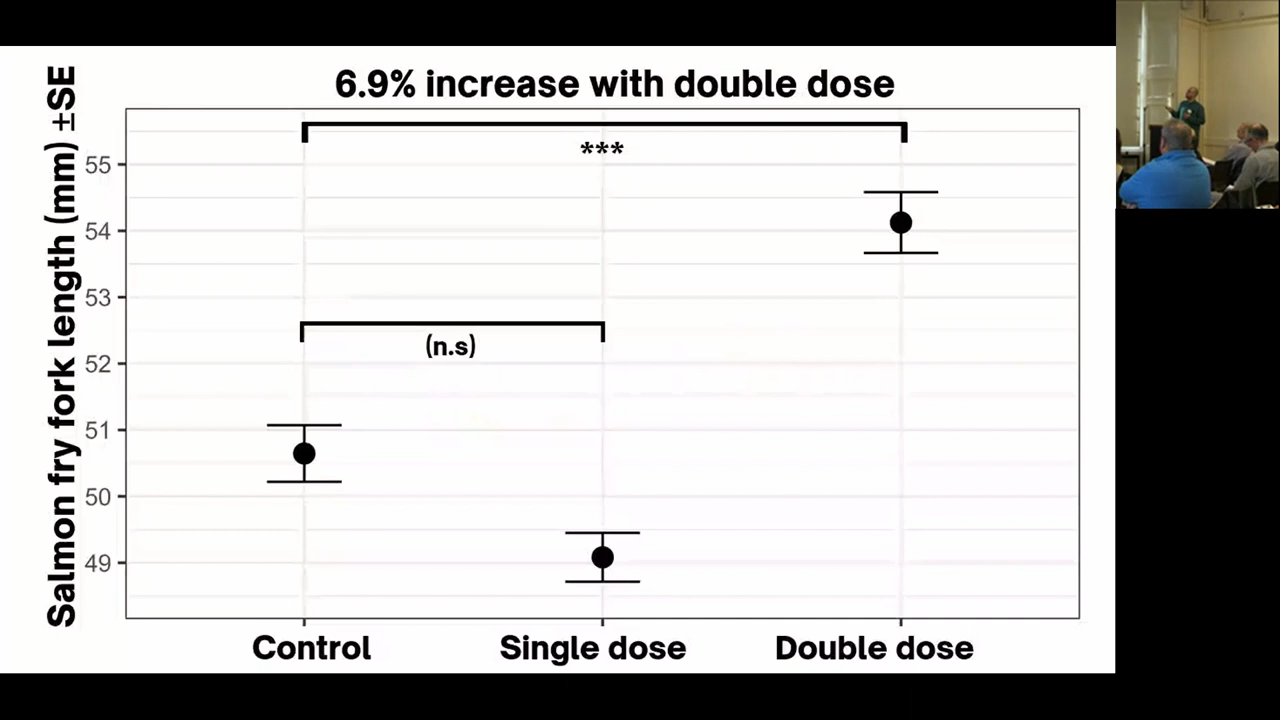 6.9% increase with double dose
Salmon fry fork length (mm) ±SE
***
55
54
53
(n.s)
52
51
50
49
Control
Single dose
Double dose